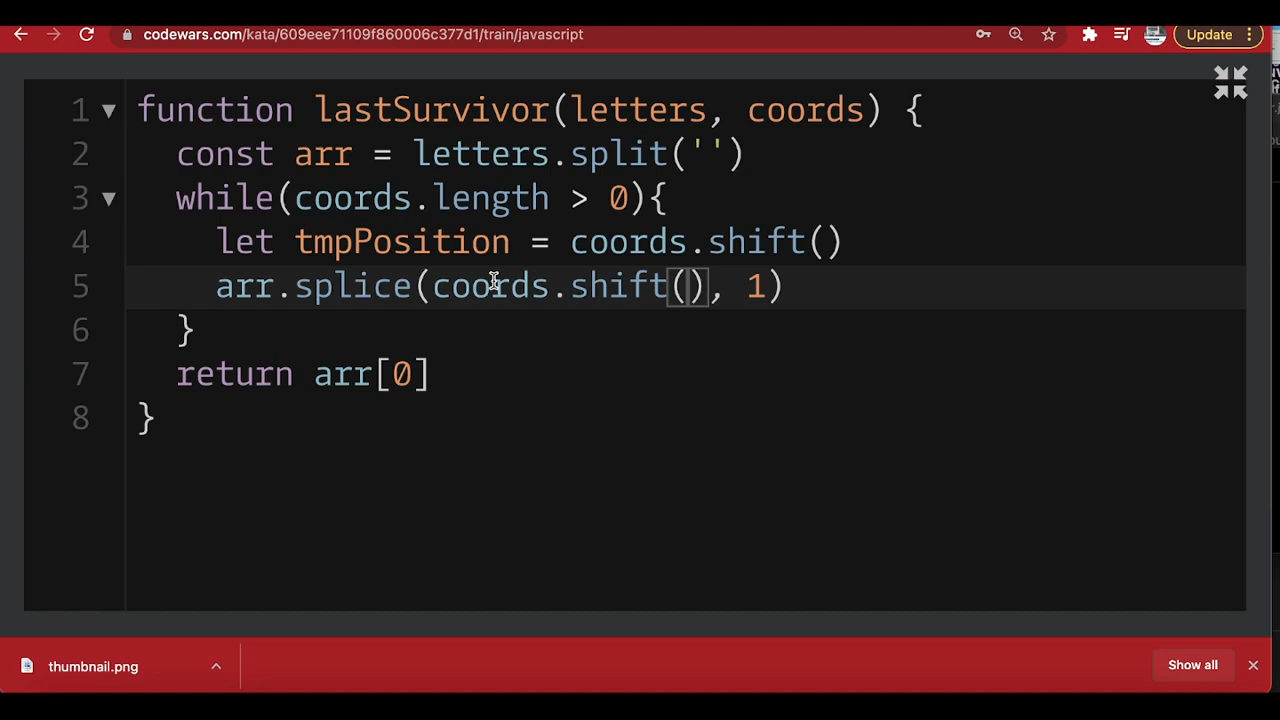 codewars.com/kata/609eee71109f860006c377d1/train/javascript
Update
1 function lastSurvivor(letters, coords) {
2 const arr = letters.split('')
3 while(coords.length > 0){
4 let tmpPosition = coords.shift()
5 arr.splice(coords.shift(), 1)
6 }
7 return arr[0]
8 }
thumbnail.png
Show all